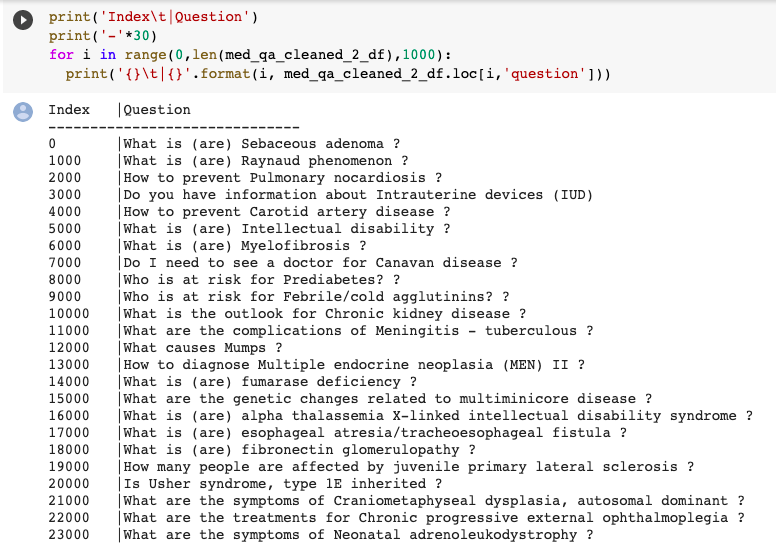 print('Index\t|Question')
print('-'*30)
for i in range(0,len(med_qa_cleaned_2_df),1000):
  print('{}\t|{}'.format(i, med_qa_cleaned_2_df.loc[i,'question']))
Index   |Question
------------------------------
0       |What is (are) Sebaceous adenoma ?
1000    |What is (are) Raynaud phenomenon ?
2000    |How to prevent Pulmonary nocardiosis ?
3000    |Do you have information about Intrauterine devices (IUD)
4000    |How to prevent Carotid artery disease ?
5000    |What is (are) Intellectual disability ?
6000    |What is (are) Myelofibrosis ?
7000    |Do I need to see a doctor for Canavan disease ?
8000    |Who is at risk for Prediabetes? ?
9000    |Who is at risk for Febrile/cold agglutinins? ?
10000   |What is the outlook for Chronic kidney disease ?
11000   |What are the complications of Meningitis - tuberculous ?
12000   |What causes Mumps ?
13000   |How to diagnose Multiple endocrine neoplasia (MEN) II ?
14000   |What is (are) fumarase deficiency ?
15000   |What are the genetic changes related to multiminicore disease ?
16000   |What is (are) alpha thalassemia X-linked intellectual disability syndrome ?
17000   |What is (are) esophageal atresia/tracheoesophageal fistula ?
18000   |What is (are) fibronectin glomerulopathy ?
19000   |How many people are affected by juvenile primary lateral sclerosis ?
20000   |Is Usher syndrome, type 1E inherited ?
21000   |What are the symptoms of Craniometaphyseal dysplasia, autosomal dominant ?
22000   |What are the treatments for Chronic progressive external ophthalmoplegia ?
23000   |What are the symptoms of Neonatal adrenoleukodystrophy ?